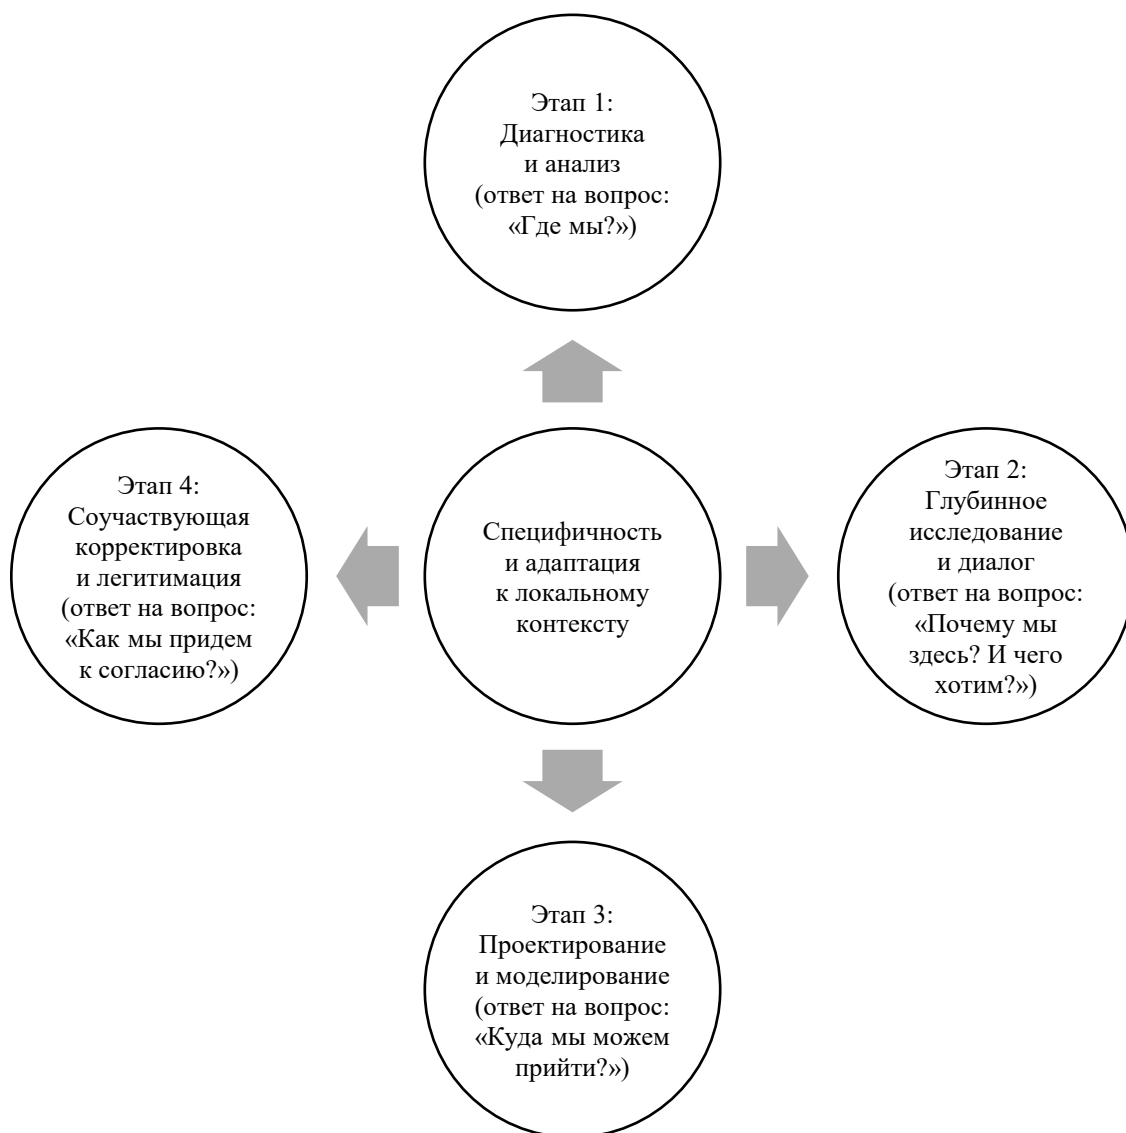 Этап 1:
Диагностика
и анализ
(ответ на вопрос:
«Где мы?»)
Этап 4:
Соучаствующая
корректировка
и легитимация
(ответ на вопрос:
«Как мы придем
к согласию?»)
Специфичность
и адаптация
к локальному
контексту
Этап 2:
Глубинное
исследование
и диалог
(ответ на вопрос:
«Почему мы
здесь? И чего
хотим?»)
Этап 3:
Проектирование
и моделирование
(ответ на вопрос:
«Куда мы можем
прийти?»)